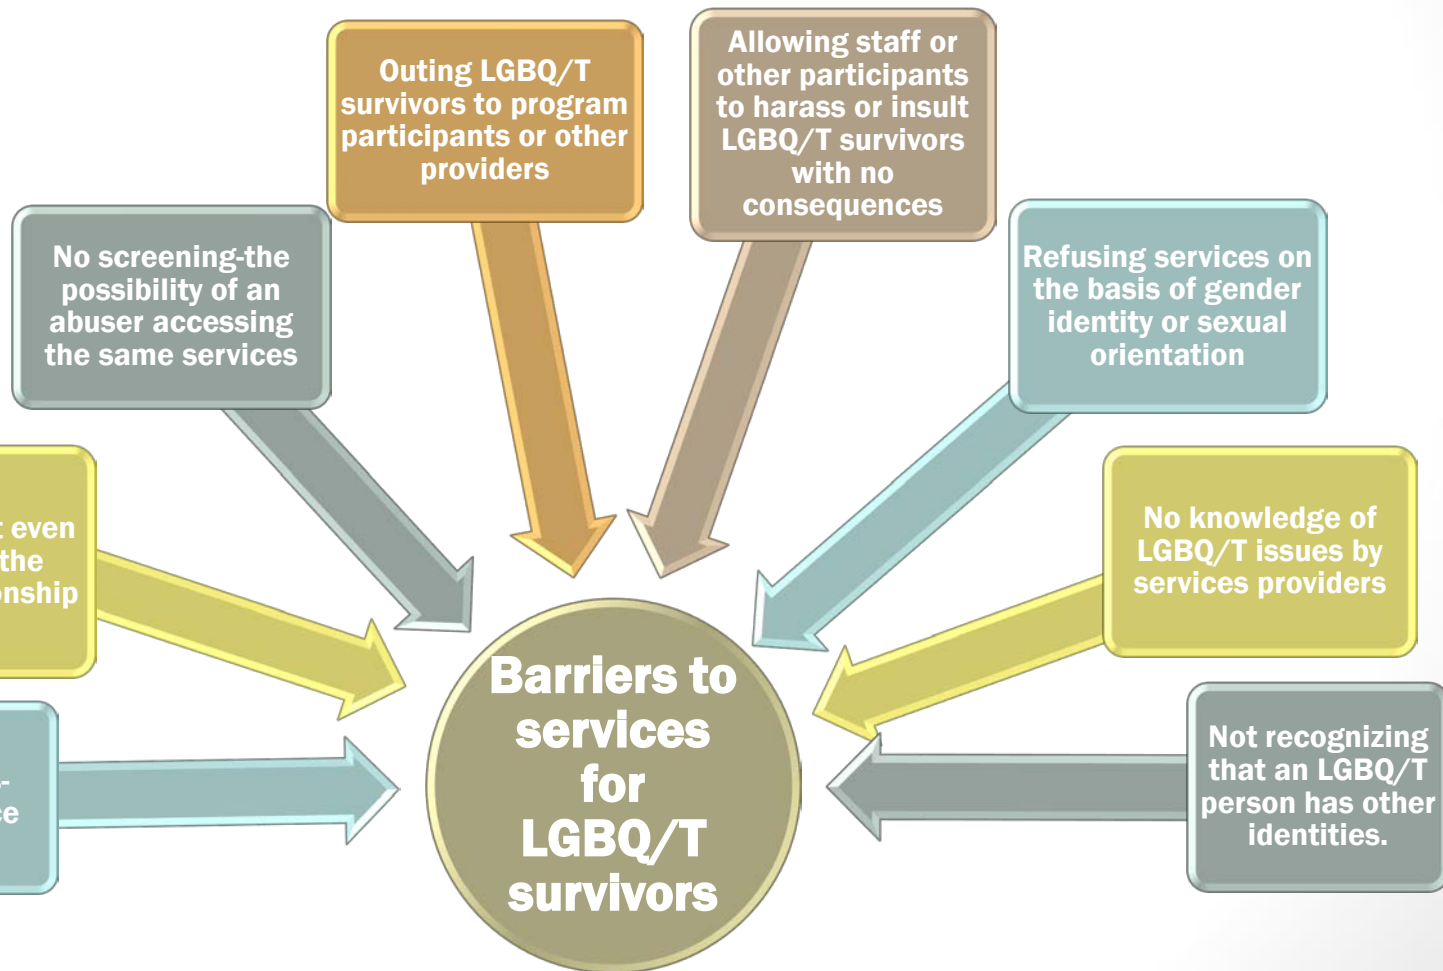 Outing LGBQ/T
survivors to program
participants or other
providers
Allowing staff or
other participants
to harass or insult
LGBQ/T survivors
with no
consequences
No screening-the
possibility of an
abuser accessing
the same services
Refusing services on
the basis of gender
identity or sexual
orientation
even
the
No knowledge of
LGBQ/T issues by
services providers
Not recognizing
that an LGBQ/T
person has other
identities.
Barriers to
services
for
LGBQ/T
survivors